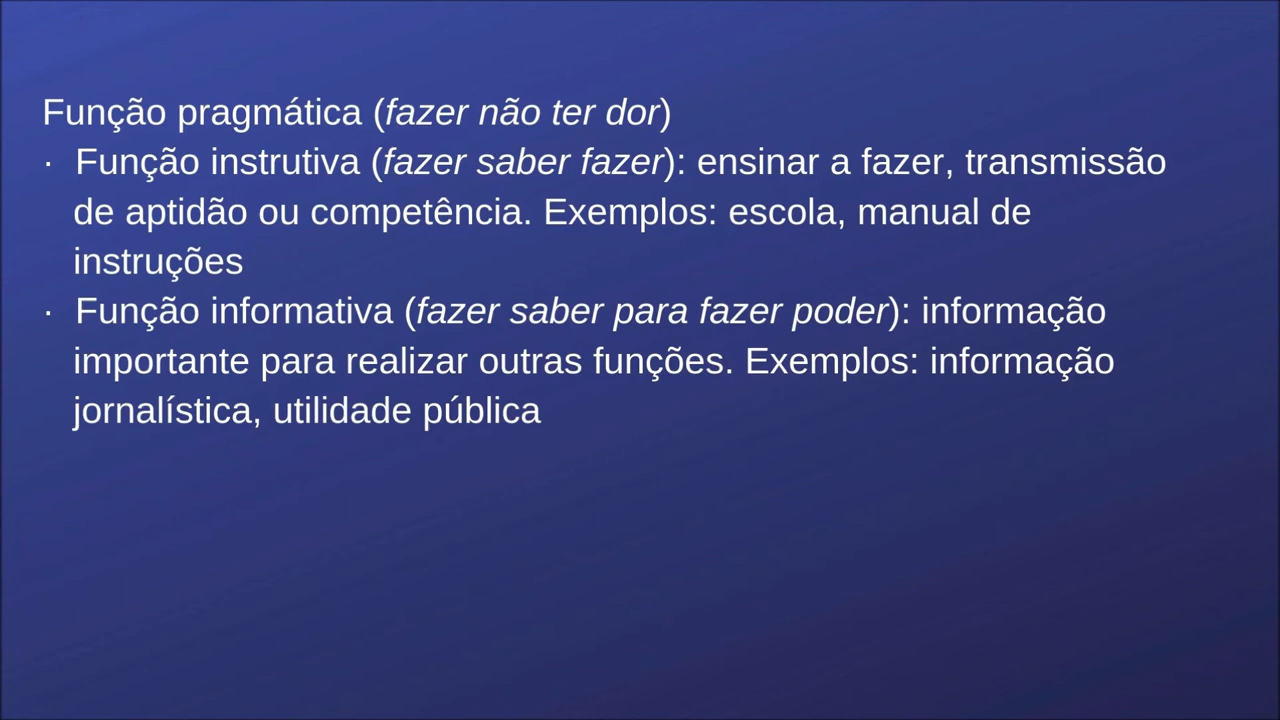 Função pragmática (fazer não ter dor)
· Função instrutiva (fazer saber fazer): ensinar a fazer, transmissão
de aptidão ou competência. Exemplos: escola, manual de
instruções
· Função informativa (fazer saber para fazer poder): informação
importante para realizar outras funções. Exemplos: informação
jornalística, utilidade pública